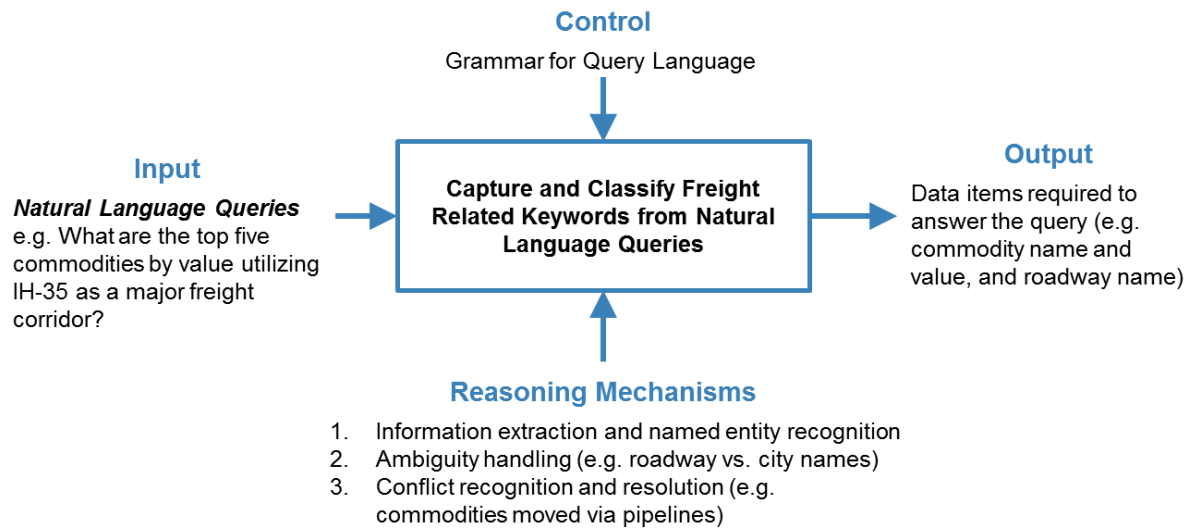 Control
Grammar for Query Language
Input
Natural Language Queries
e.g. What are the top five
commodities by value utilizing
IH-35 as a major freight
corridor?
Capture and Classify Freight
Related Keywords from Natural
Language Queries
Output
Data items required to
answer the query (e.g.
commodity name and
value, and roadway name)
Reasoning Mechanisms
1. Information extraction and named entity recognition
2. Ambiguity handling (e.g. roadway vs. city names)
3. Conflict recognition and resolution (e.g.
commodities moved via pipelines)